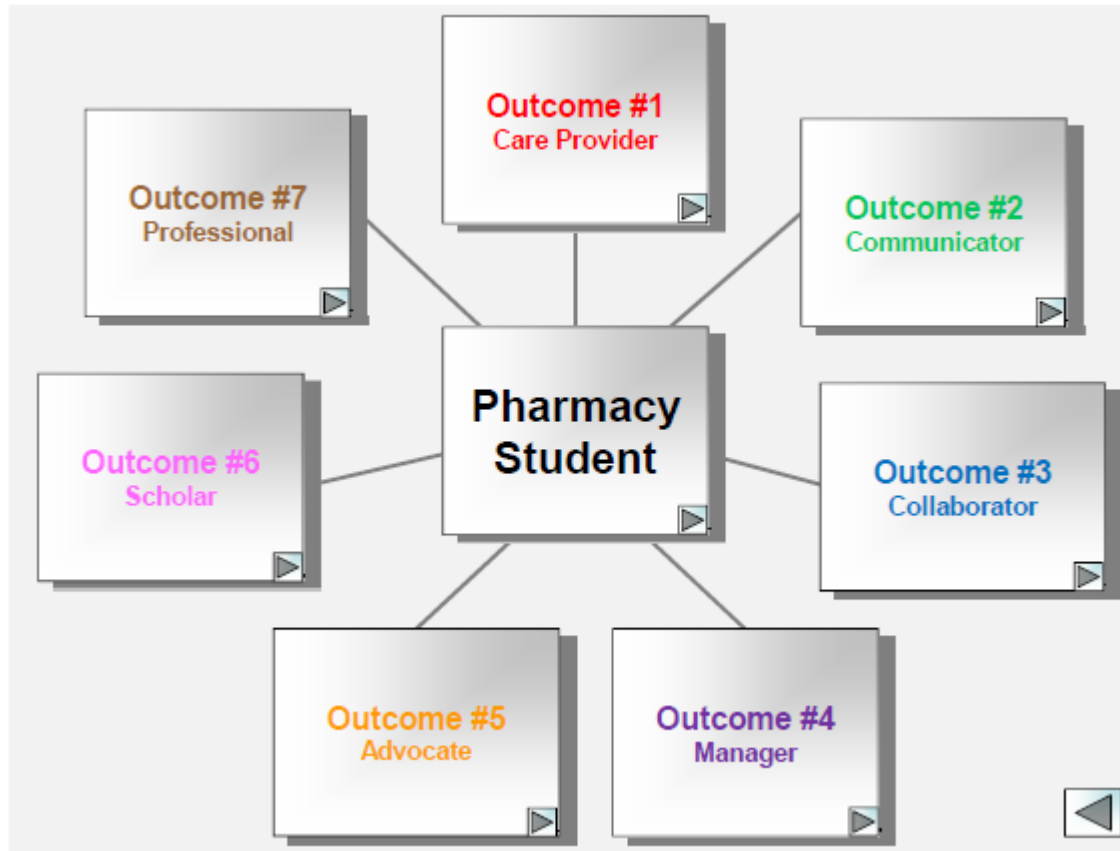 Outcome #1
Care Provider
Outcome #7
Professional
Outcome #2
Communicator
Pharmacy
Student
Outcome #6
Scholar
Outcome #3
Collaborator
Outcome #5
Advocate
Outcome #4
Manager